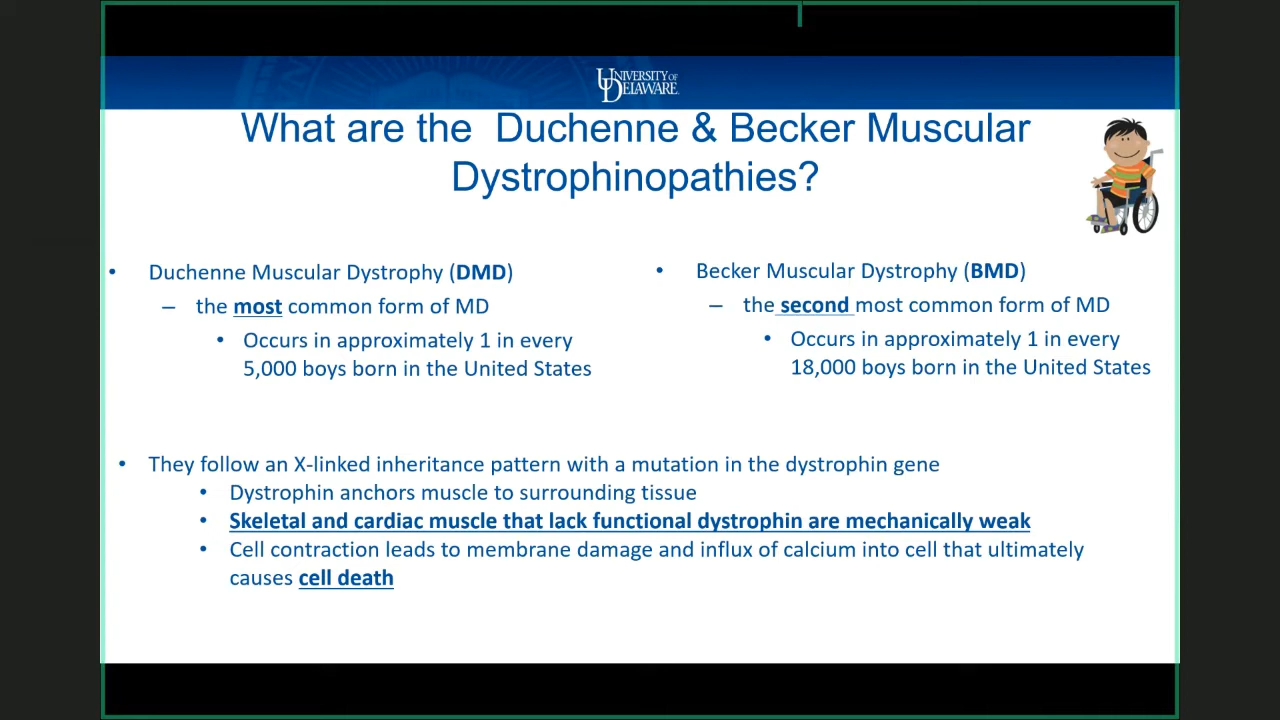 UNIVERSITY OF
DELAWARE
What are the  Duchenne & Becker Muscular
Dystrophinopathies?
• Duchenne Muscular Dystrophy (DMD)
– the most common form of MD
• Occurs in approximately 1 in every
5,000 boys born in the United States
• Becker Muscular Dystrophy (BMD)
– the second most common form of MD
• Occurs in approximately 1 in every
18,000 boys born in the United States
• They follow an X-linked inheritance pattern with a mutation in the dystrophin gene
• Dystrophin anchors muscle to surrounding tissue
• Skeletal and cardiac muscle that lack functional dystrophin are mechanically weak
• Cell contraction leads to membrane damage and influx of calcium into cell that ultimately
causes cell death